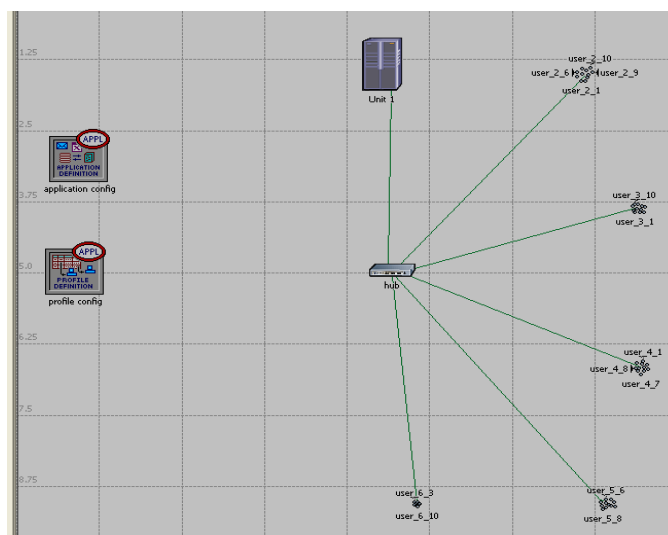 1.25
user_2_10
user_2_6
user_2_9
user_2_1
Unit 1
2.5
APPL
APPLICATION
DEFINITION
application config
3.75
user_3_10
user_3_1
APPL
PROFILE
DEFINITION
profile config
5.0
hub
6.25
user_4_1
user_4_8
user_4_7
7.5
8.75
user_6_3
user_6_10
user_5_6
user_5_8